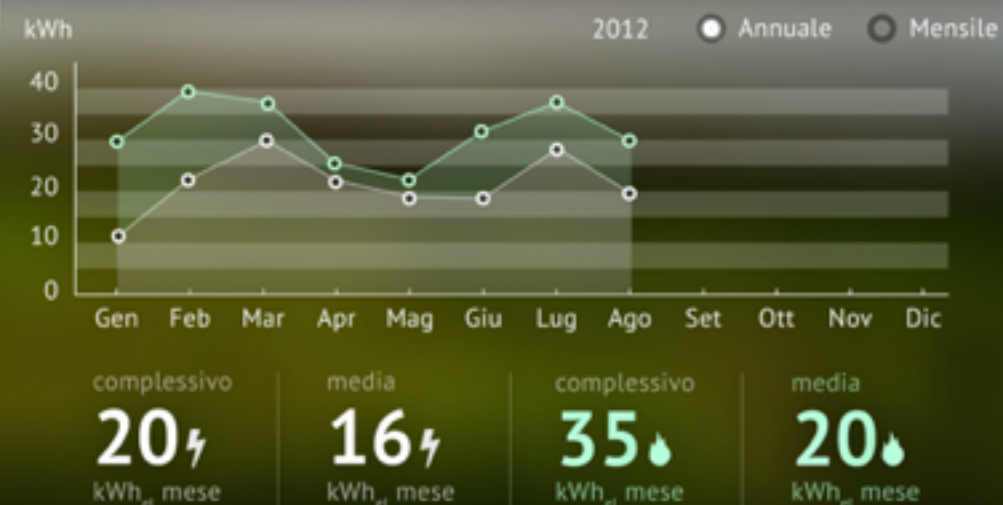 kWh 2012 Annuale Mensile
40
30
20
10
0
Gen Feb Mar Apr Mag Giu Lug Ago Set Ott Nov Dic
complessivo media complessivo media
20 16 35 20
kWh mese kWh mese kWh mese kWh mese